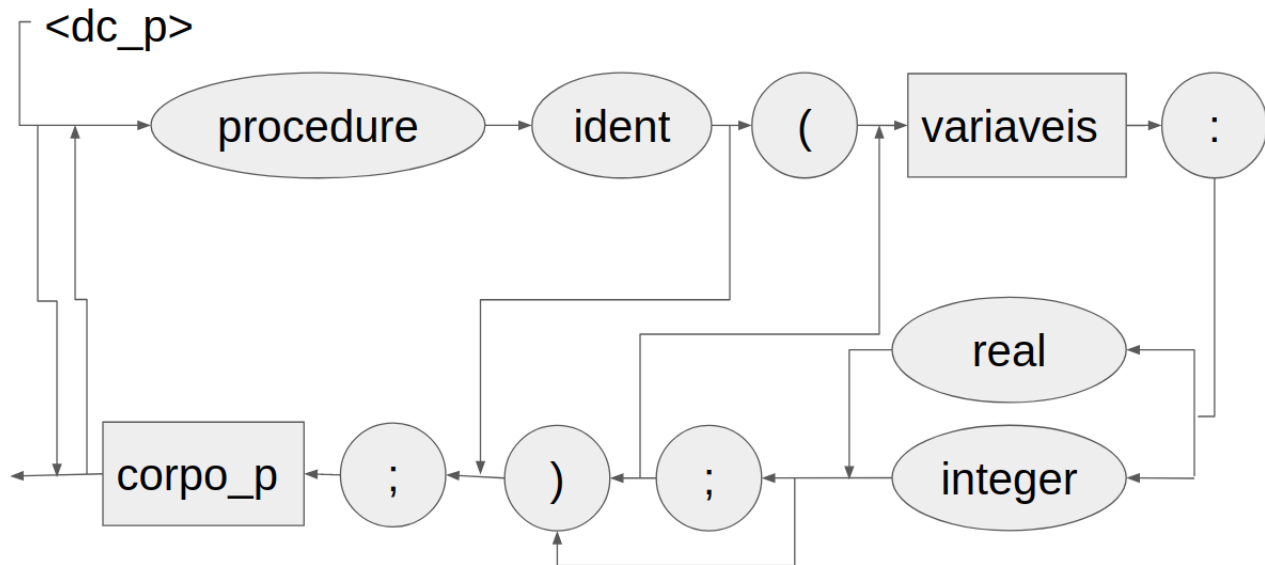 <dc_p>
procedure ident ( variaveis :
real
corpo_p ; ) ; integer